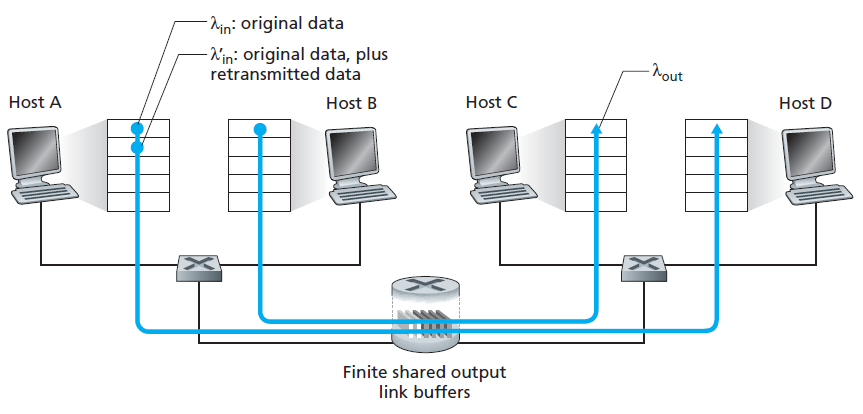 λin: original data
λ'in: original data, plus
retransmitted data
λout
Host A
Host B
Host C
Host D
Finite shared output
link buffers